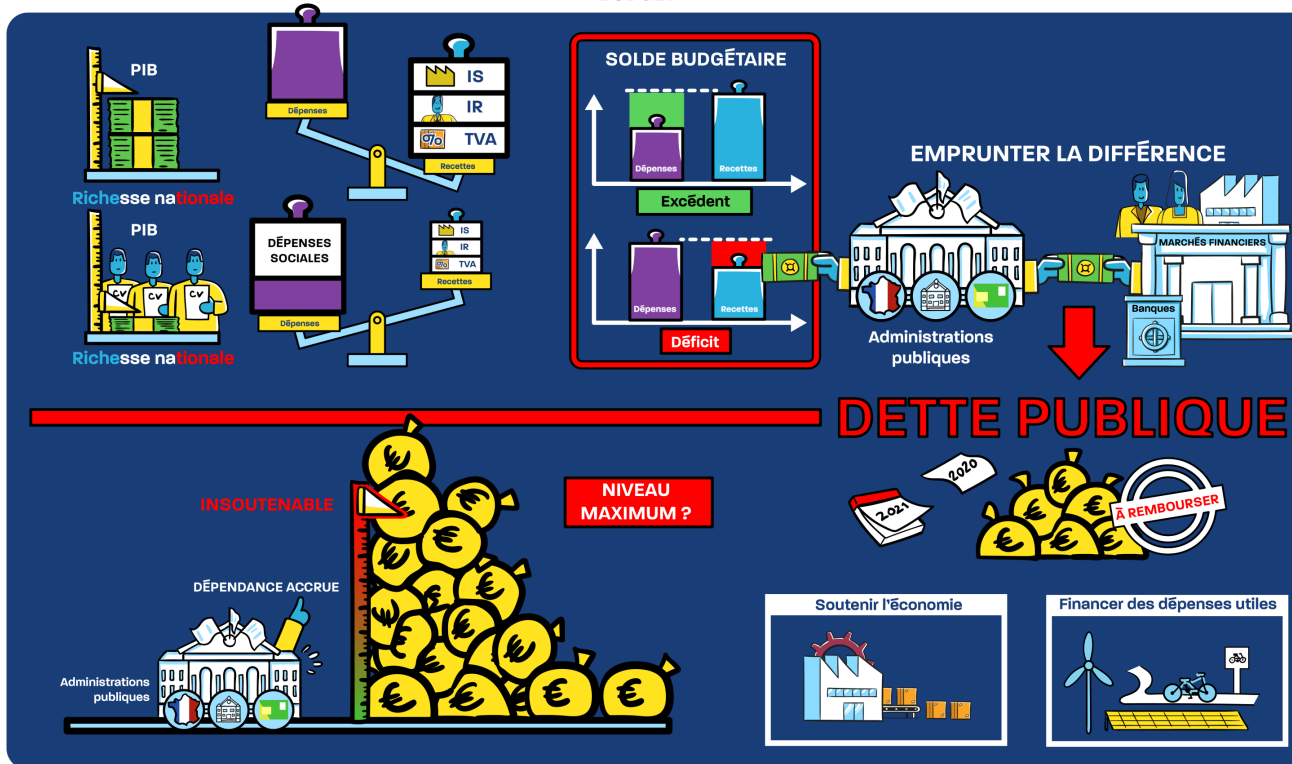 PIB
Richesse nationale
Dépenses
IS
IR
%
TVA
Recettes
PIB
CV
CV
CV
Richesse nationale
DÉPENSES
SOCIALES
Dépenses
IS
IR
%
TVA
Recettes
SOLDE BUDGÉTAIRE
Dépenses
Recettes
Excédent
Dépenses
Recettes
Déficit
EMPRUNTER LA DIFFÉRENCE
Administrations
publiques
MARCHÉS FINANCIERS
Banques
DETTE PUBLIQUE
2020
2021
€
€
€
€
€
À REMBOURSER
INSOUTENABLE
NIVEAU
MAXIMUM ?
DÉPENDANCE ACCRUE
Administrations
publiques
€
€
€
€
€
€
€
€
€
€
€
€
€
€
Soutenir l'économie
Financer des dépenses utiles